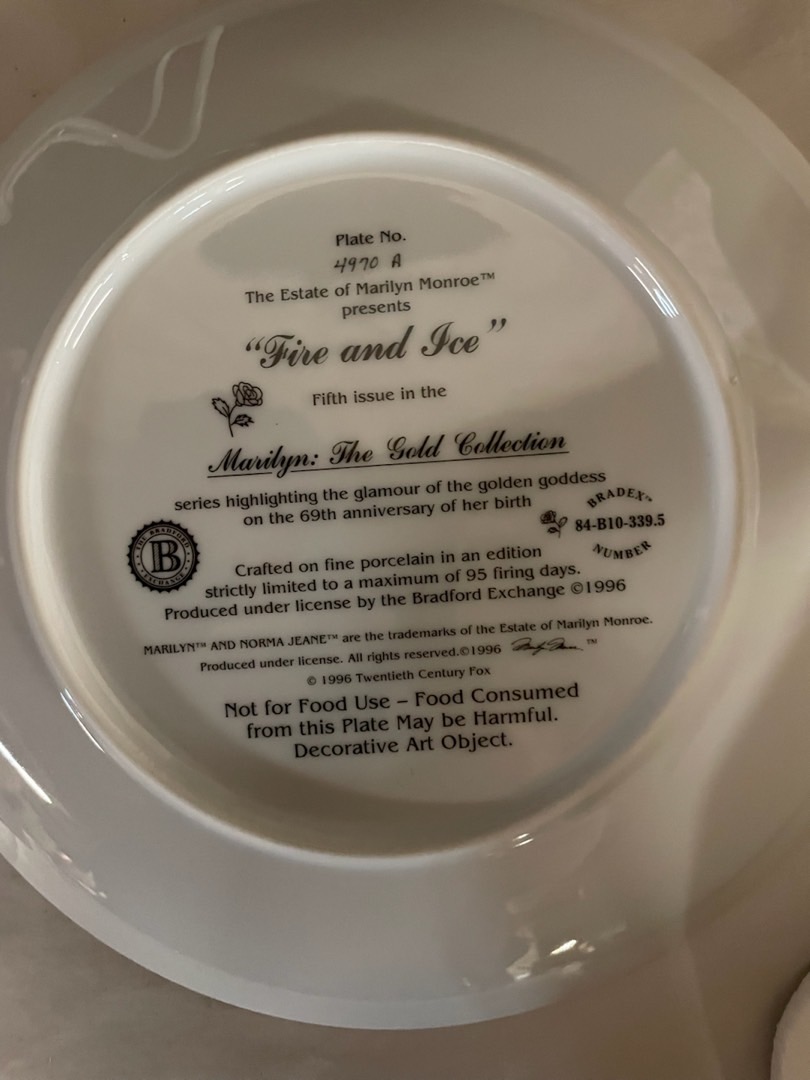 Plate No.
4970 A
The Estate of Marilyn Monroe™
presents
“Fire and Ice”
Fifth issue in the
Marilyn: The Gold Collection
series highlighting the glamour of the golden goddess
on the 69th anniversary of her birth
BRADEX™
84-B10-339.5
NUMBER
THE BRADFORD
B
EXCHANGE
Crafted on fine porcelain in an edition
strictly limited to a maximum of 95 firing days.
Produced under license by the Bradford Exchange ©1996
MARILYN™ AND NORMA JEANE™ are the trademarks of the Estate of Marilyn Monroe.
Produced under license. All rights reserved.©1996 Marilyn Monroe ™
© 1996 Twentieth Century Fox
Not for Food Use – Food Consumed
from this Plate May be Harmful.
Decorative Art Object.